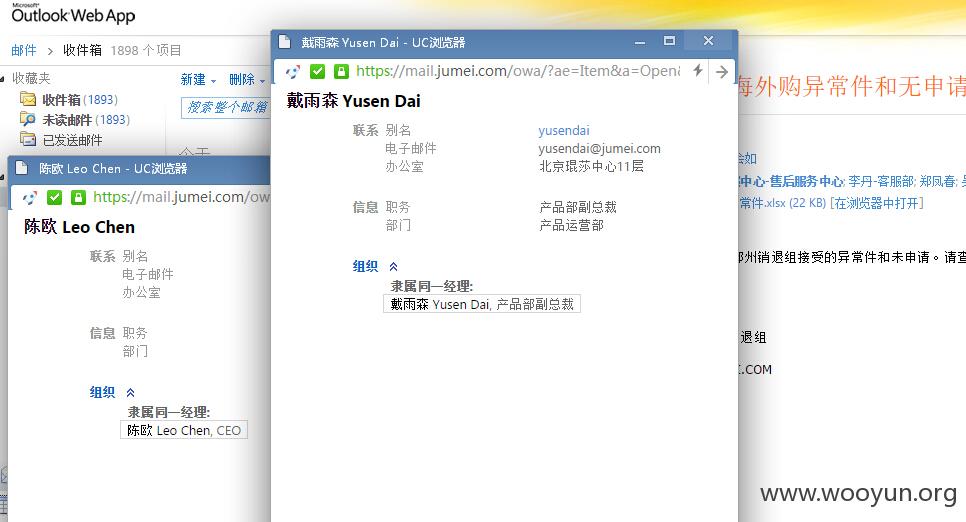 Microsoft®
Outlook Web App
邮件 > 收件箱 1898 个项目
收藏夹
收件箱 (1893)
未读邮件 (1893)
已发送邮件
新建
删除
搜索整个邮箱
今天
戴雨森 Yusen Dai - UC浏览器
https://mail.jumei.com/owa/?ae=Item&a=Open&
戴雨森 Yusen Dai
联系 别名 yusendai
电子邮件 yusendai@jumei.com
办公室 北京琨莎中心11层
信息 职务 产品部副总裁
部门 产品运营部
组织
隶属同一经理:
戴雨森 Yusen Dai, 产品部副总裁
陈欧 Leo Chen - UC浏览器
https://mail.jumei.com/ow
陈欧 Leo Chen
联系 别名
电子邮件
办公室
信息 职务
部门
组织
隶属同一经理:
陈欧 Leo Chen, CEO
海外购异常件和无申请
会如
中心-售后服务中心; 李丹-客服部; 郑凤春;
常件.xlsx (22 KB) [在浏览器中打开]
州销退组接受的异常件和未申请。请查
退组
.COM
www.wooyun.org